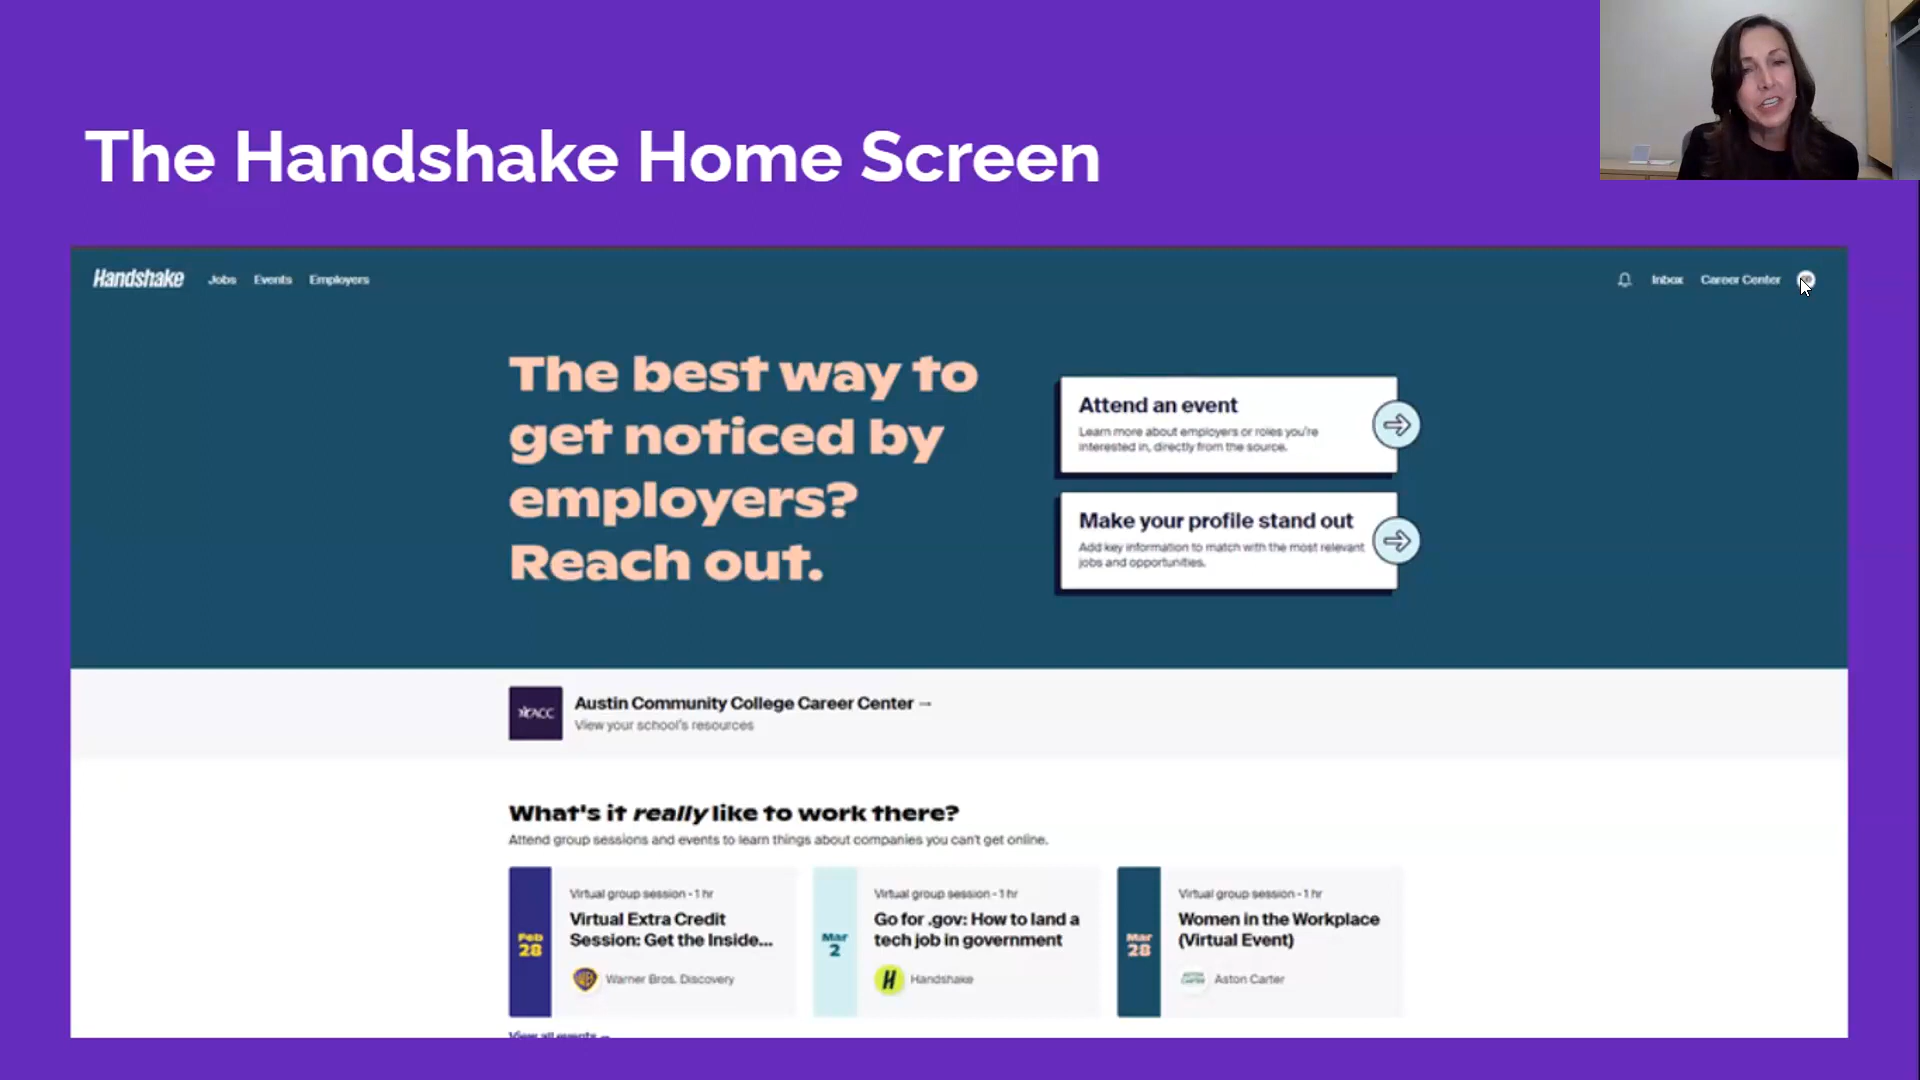 The Handshake Home Screen
Handshake Jobs Events Employers Inbox Career Center
The best way to
get noticed by
employers?
Reach out.
Attend an event
Learn more about employers or roles you're
interested in, directly from the source.
Make your profile stand out
Add key information to match with the most relevant
jobs and opportunities.
ACC
Austin Community College Career Center →
View your school's resources
What's it really like to work there?
Attend group sessions and events to learn things about companies you can't get online.
Feb
28
Virtual group session - 1 hr
Virtual Extra Credit
Session: Get the Inside...
Warner Bros. Discovery
Mar
2
Virtual group session - 1 hr
Go for .gov: How to land a
tech job in government
H Handshake
Mar
28
Virtual group session - 1 hr
Women in the Workplace
(Virtual Event)
Aston Carter
View all events →